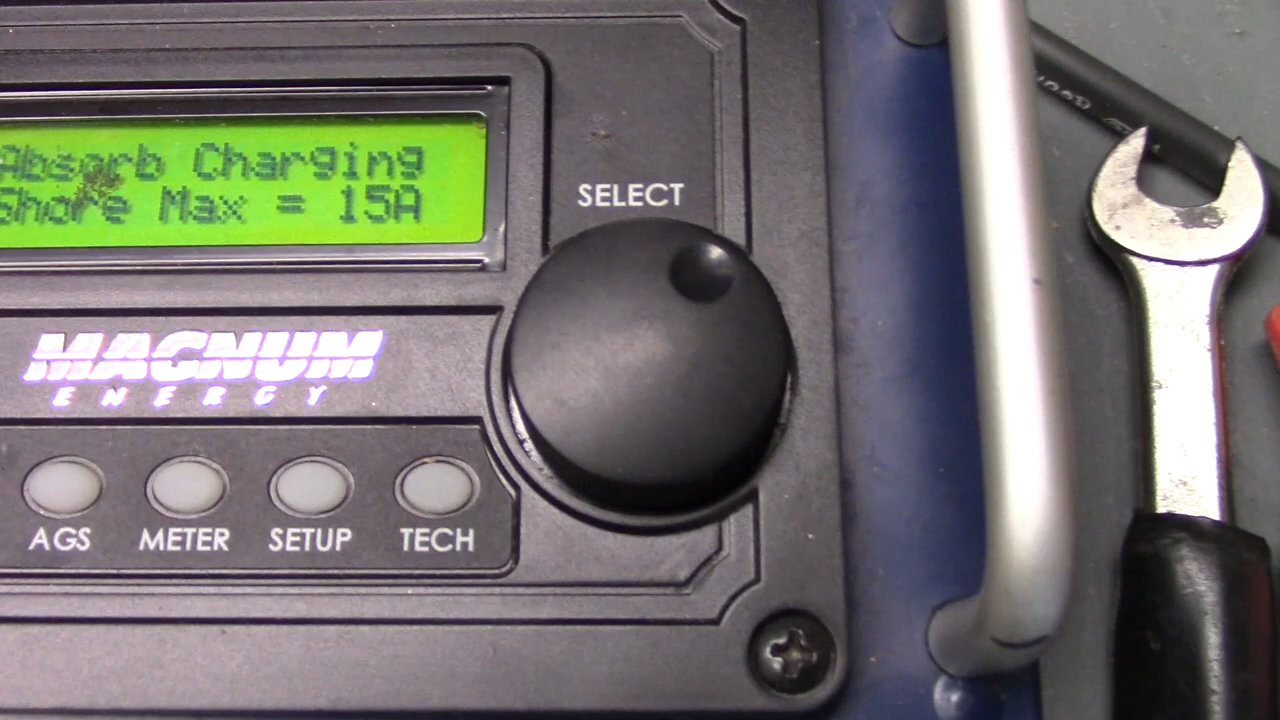 Absorb Charging
Shore Max = 15A
SELECT
MAGNUM
ENERGY
AGS METER SETUP TECH